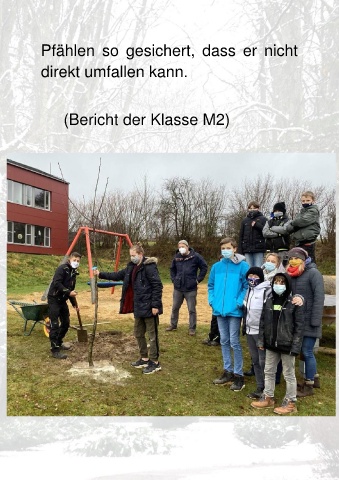 Pfählen so gesichert, dass er nicht
direkt umfallen kann.
(Bericht der Klasse M2)